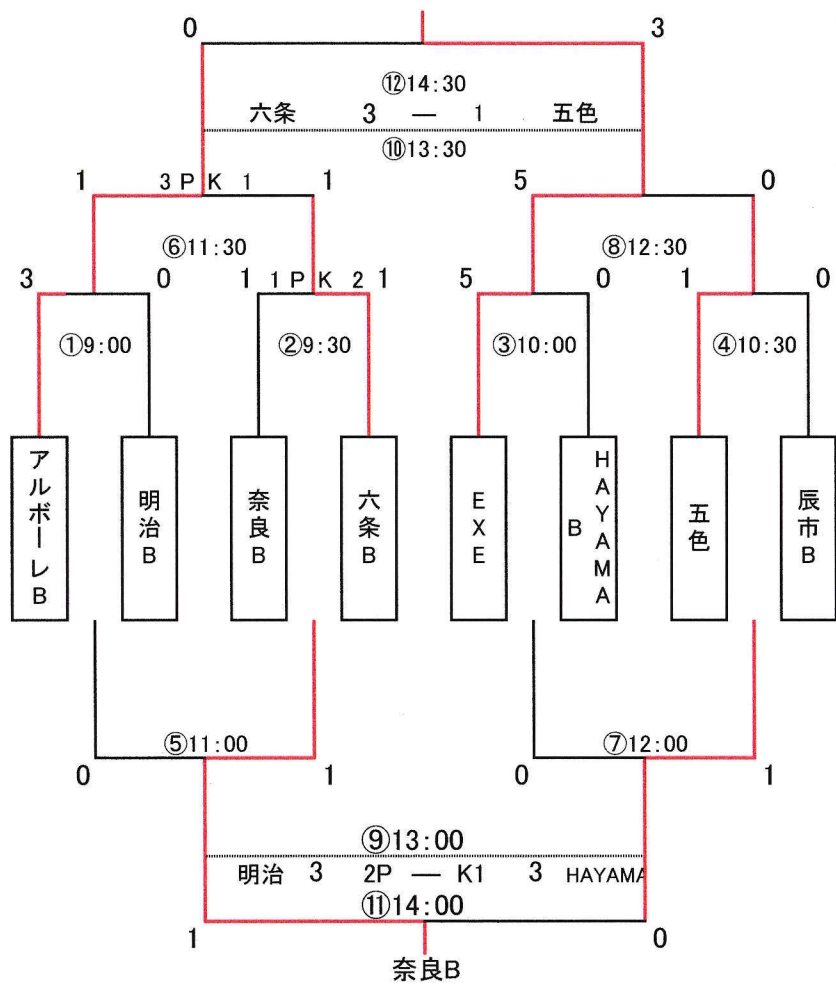 0 3
⑫14:30
六条 3 — 1 五色
⑩13:30
1 3 P K 1 1 5 0
⑥11:30 ⑧12:30
3 0 1 1 P K 2 1 5 0 1 0
①9:00 ②9:30 ③10:00 ④10:30
アルボーレB
明治B
奈良B
六条B
EXE
HAYAMA
B
五色
辰市B
⑤11:00 ⑦12:00
0 1 0 1
⑨13:00
明治 3 2P — K1 3 HAYAMA
⑪14:00
1 0
奈良B